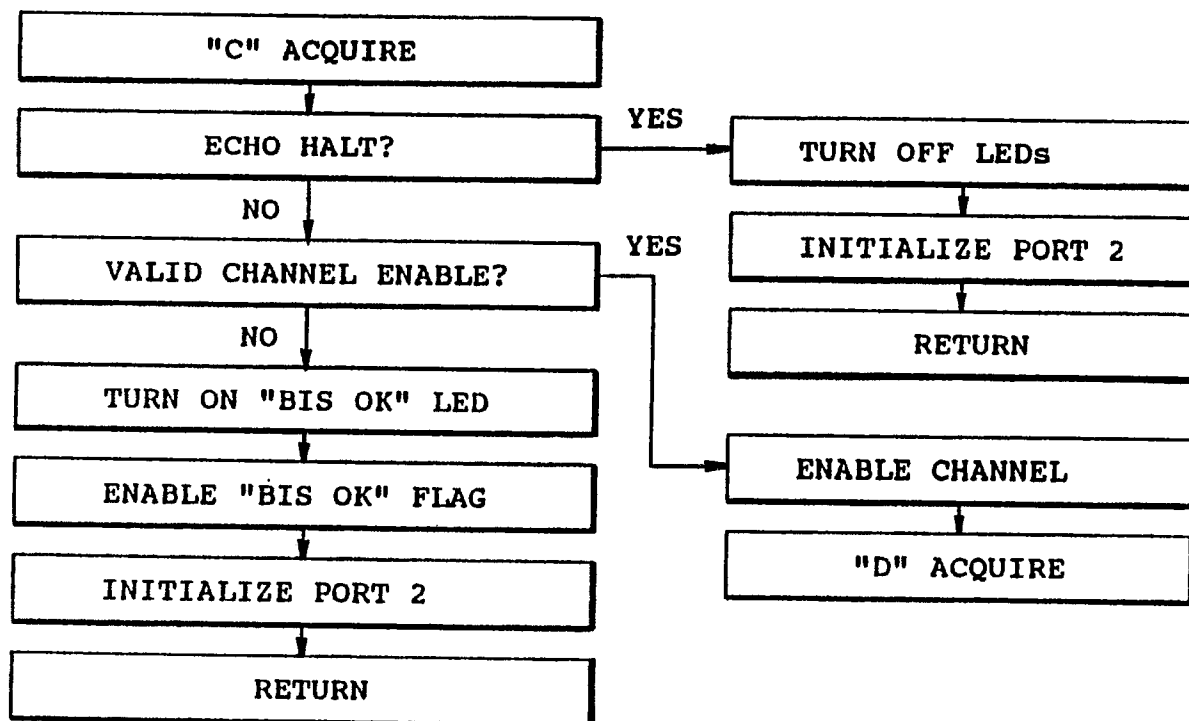 "C" ACQUIRE
ECHO HALT?
YES
TURN OFF LEDs
NO
INITIALIZE PORT 2
VALID CHANNEL ENABLE?
YES
RETURN
NO
TURN ON "BIS OK" LED
ENABLE CHANNEL
ENABLE "BIS OK" FLAG
"D" ACQUIRE
INITIALIZE PORT 2
RETURN